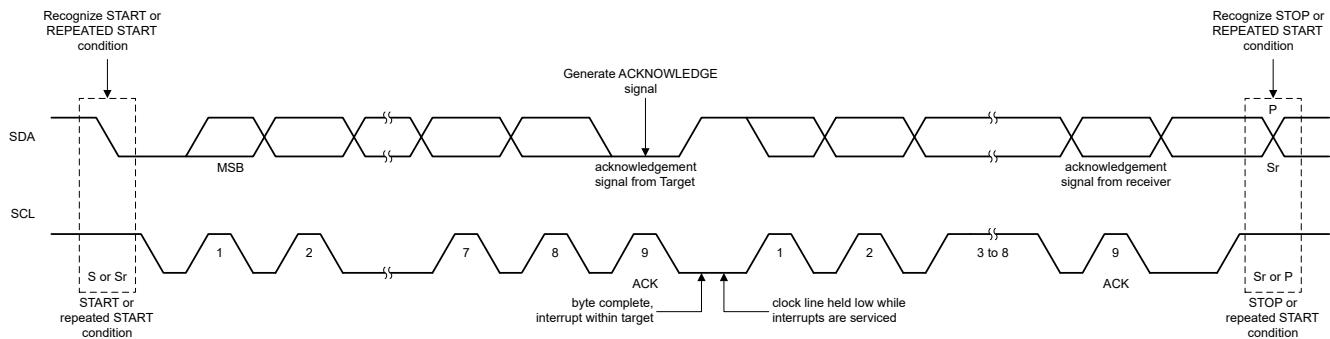 Recognize START or
REPEATED START
condition
Recognize STOP or
REPEATED START
condition
Generate ACKNOWLEDGE
signal
P
SDA
MSB
acknowledgement
signal from Target
acknowledgement
signal from receiver
Sr
SCL
1
2
7
8
9
1
2
3 to 8
9
S or Sr
ACK
ACK
Sr or P
START or
repeated START
condition
byte complete,
interrupt within target
clock line held low while
interrupts are serviced
STOP or
repeated START
condition